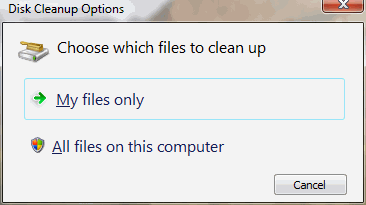 Disk Cleanup Options
Choose which files to clean up
My files only
All files on this computer
Cancel